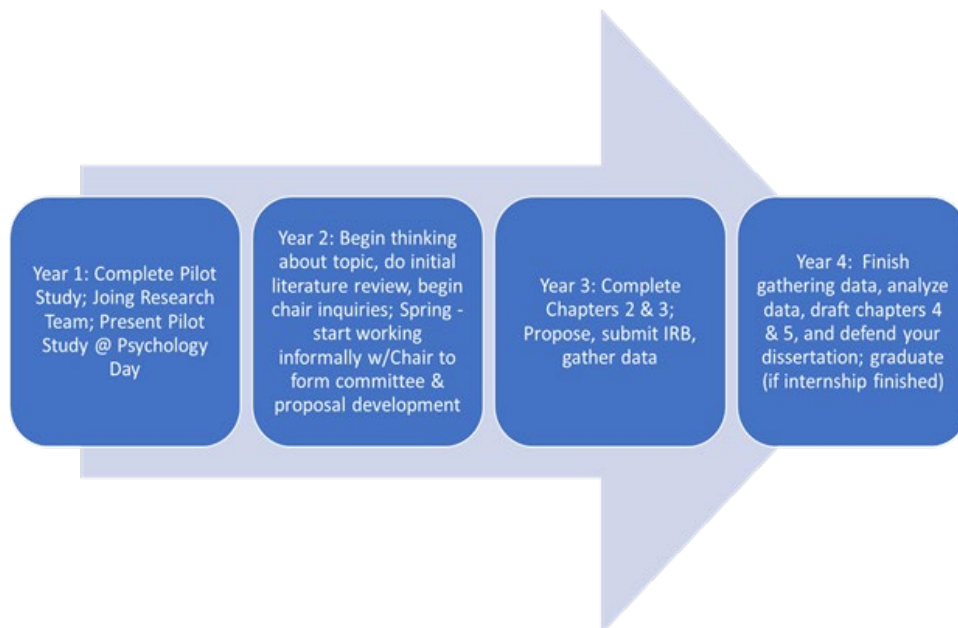 Year 1: Complete Pilot
Study; Joing Research
Team; Present Pilot
Study @ Psychology
Day
Year 2: Begin thinking
about topic, do initial
literature review, begin
chair inquiries; Spring -
start working
informally w/Chair to
form committee &
proposal development
Year 3: Complete
Chapters 2 & 3;
Propose, submit IRB,
gather data
Year 4:  Finish
gathering data, analyze
data, draft chapters 4
& 5, and defend your
dissertation; graduate
(if internship finished)